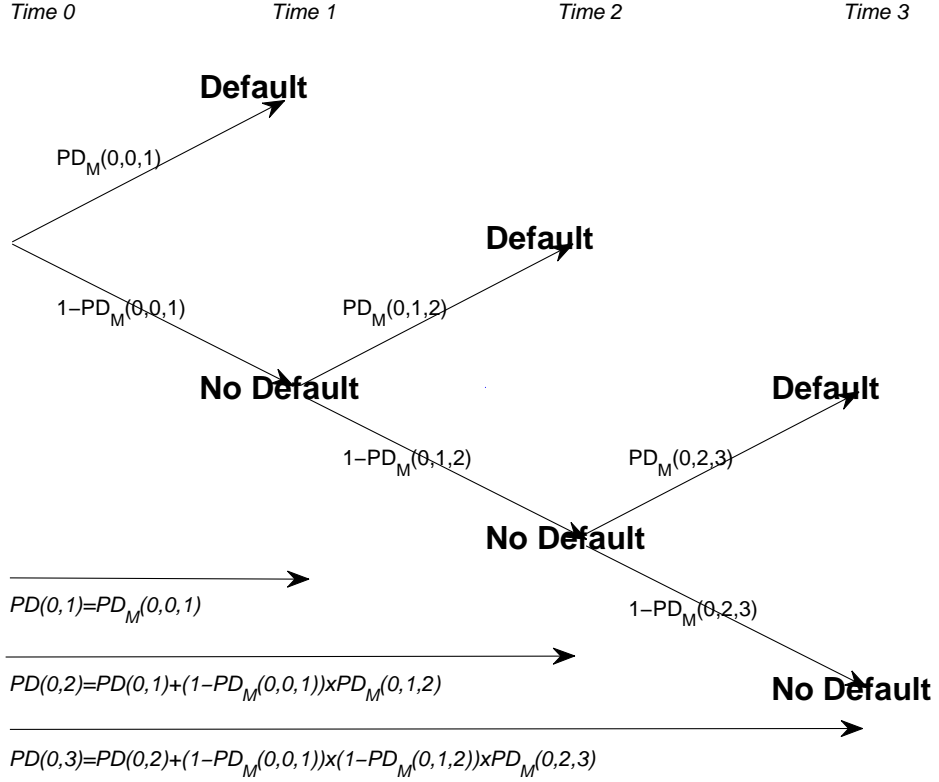 Time 0 Time 1 Time 2 Time 3
Default
PD_M(0,0,1)
Default
1−PD_M(0,0,1) PD_M(0,1,2)
No Default Default
1−PD_M(0,1,2) PD_M(0,2,3)
No Default
PD(0,1)=PD_M(0,0,1) 1−PD_M(0,2,3)
PD(0,2)=PD(0,1)+(1−PD_M(0,0,1))xPD_M(0,1,2) No Default
PD(0,3)=PD(0,2)+(1−PD_M(0,0,1))x(1−PD_M(0,1,2))xPD_M(0,2,3)